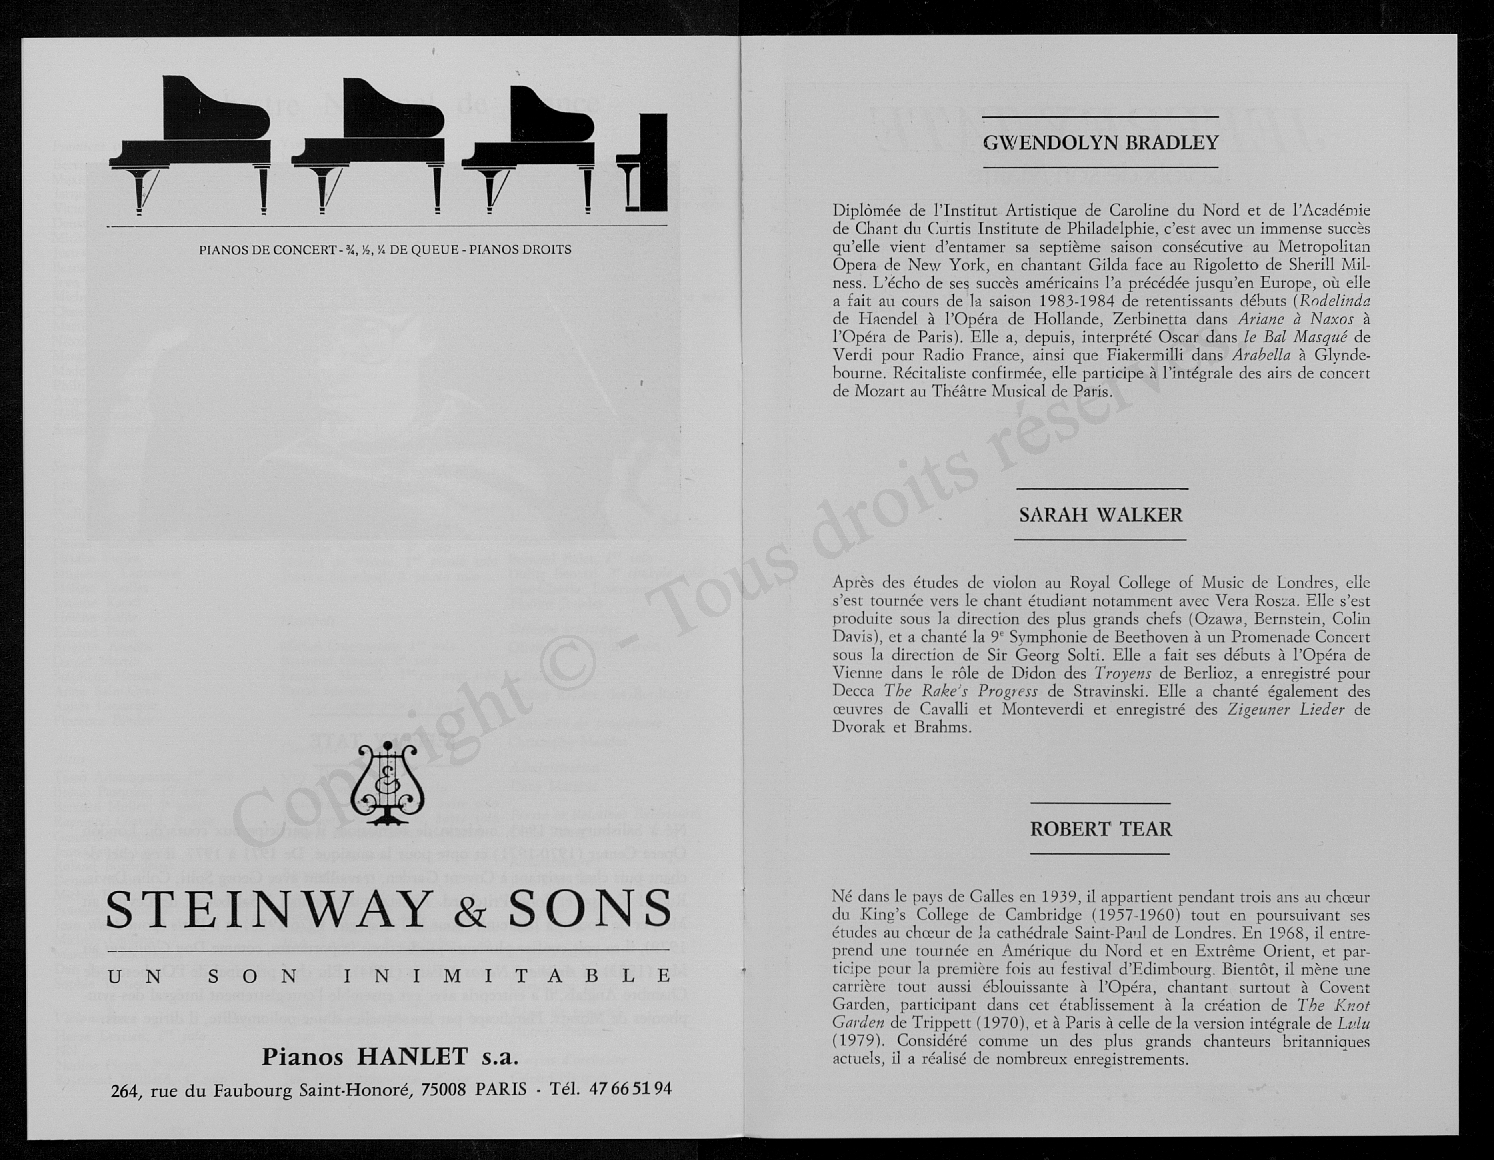 PIANOS DE CONCERT - ¾, ½, ¼ DE QUEUE - PIANOS DROITS
STEINWAY & SONS
UN SON INIMITABLE
Pianos HANLET s.a.
264, rue du Faubourg Saint-Honoré, 75008 PARIS - Tél. 47 66 51 94
GWENDOLYN BRADLEY
Diplômée de l'Institut Artistique de Caroline du Nord et de l'Académie
de Chant du Curtis Institute de Philadelphie, c'est avec un immense succès
qu'elle vient d'entamer sa septième saison consécutive au Metropolitan
Opera de New York, en chantant Gilda face au Rigoletto de Sherill Mil-
ness. L'écho de ses succès américains l'a précédée jusqu'en Europe, où elle
a fait au cours de la saison 1983-1984 de retentissants débuts (Rodelinda
de Haendel à l'Opéra de Hollande, Zerbinetta dans Ariane à Naxos à
l'Opéra de Paris). Elle a, depuis, interprété Oscar dans le Bal Masqué de
Verdi pour Radio France, ainsi que Fiakermilli dans Arabella à Glynde-
bourne. Récitaliste confirmée, elle participe à l'intégrale des airs de concert
de Mozart au Théâtre Musical de Paris.
SARAH WALKER
Après des études de violon au Royal College of Music de Londres, elle
s'est tournée vers le chant étudiant notamment avec Vera Rosza. Elle s'est
produite sous la direction des plus grands chefs (Ozawa, Bernstein, Colin
Davis), et a chanté la 9e Symphonie de Beethoven à un Promenade Concert
sous la direction de Sir Georg Solti. Elle a fait ses débuts à l'Opéra de
Vienne dans le rôle de Didon des Troyens de Berlioz, a enregistré pour
Decca The Rake's Progress de Stravinski. Elle a chanté également des
œuvres de Cavalli et Monteverdi et enregistré des Zigeuner Lieder de
Dvorak et Brahms.
ROBERT TEAR
Né dans le pays de Galles en 1939, il appartient pendant trois ans au chœur
du King's College de Cambridge (1957-1960) tout en poursuivant ses
études au chœur de la cathédrale Saint-Paul de Londres. En 1968, il entre-
prend une tournée en Amérique du Nord et en Extrême Orient, et par-
ticipe pour la première fois au festival d'Edimbourg. Bientôt, il mène une
carrière tout aussi éblouissante à l'Opéra, chantant surtout à Covent
Garden, participant dans cet établissement à la création de The Knot
Garden de Trippett (1970), et à Paris à celle de la version intégrale de Lulu
(1979). Considéré comme un des plus grands chanteurs britanniques
actuels, il a réalisé de nombreux enregistrements.
Copyright © - Tous droits réservés.